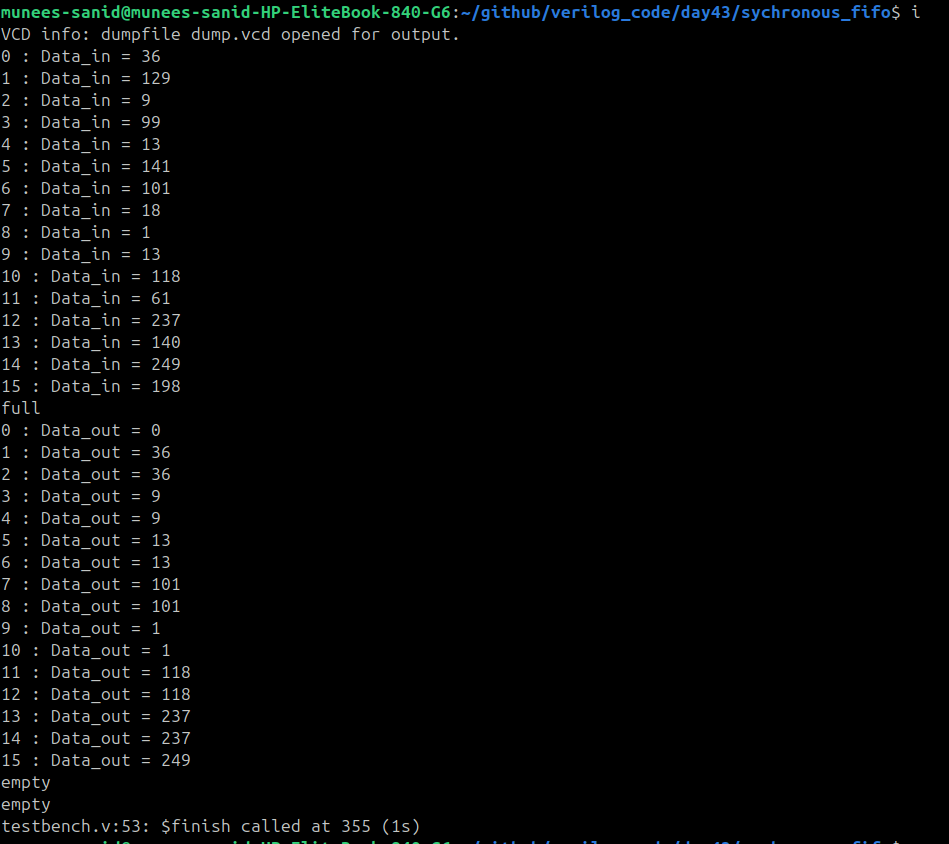 munees-sanid@munees-sanid-HP-EliteBook-840-G6:~/github/verilog_code/day43/sychronous_fifo$ i
VCD info: dumpfile dump.vcd opened for output.
0 : Data_in = 36
1 : Data_in = 129
2 : Data_in = 9
3 : Data_in = 99
4 : Data_in = 13
5 : Data_in = 141
6 : Data_in = 101
7 : Data_in = 18
8 : Data_in = 1
9 : Data_in = 13
10 : Data_in = 118
11 : Data_in = 61
12 : Data_in = 237
13 : Data_in = 140
14 : Data_in = 249
15 : Data_in = 198
full
0 : Data_out = 0
1 : Data_out = 36
2 : Data_out = 36
3 : Data_out = 9
4 : Data_out = 9
5 : Data_out = 13
6 : Data_out = 13
7 : Data_out = 101
8 : Data_out = 101
9 : Data_out = 1
10 : Data_out = 1
11 : Data_out = 118
12 : Data_out = 118
13 : Data_out = 237
14 : Data_out = 237
15 : Data_out = 249
empty
empty
testbench.v:53: $finish called at 355 (1s)